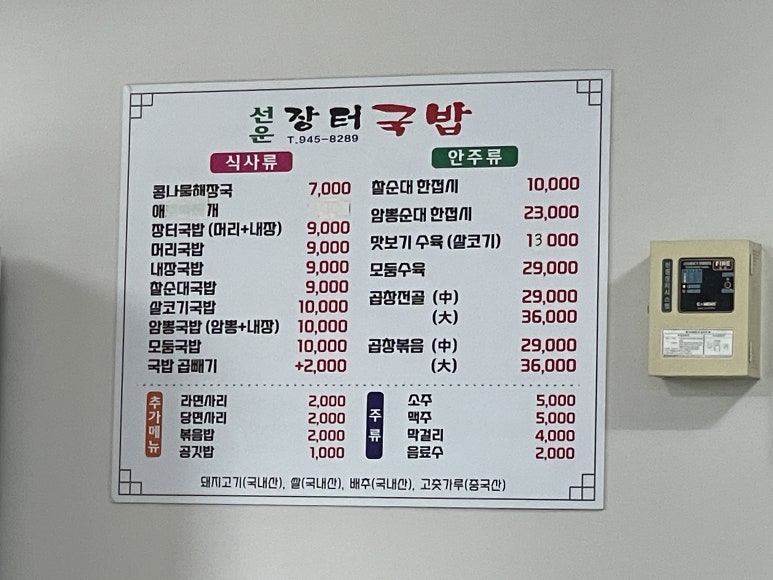 선운 장터국밥
T.945-8289
식사류
콩나물해장국 7,000
장터국밥 (머리+내장) 9,000
머리국밥 9,000
내장국밥 9,000
찰순대국밥 9,000
살코기국밥 10,000
암뽕국밥 (암뽕+내장) 10,000
모둠국밥 10,000
국밥 곱빼기 +2,000
안주류
찰순대 한접시 10,000
암뽕순대 한접시 23,000
맛보기 수육 (살코기) 13 000
모둠수육 29,000
곱창전골 (中) 29,000
(大) 36,000
곱창볶음 (中) 29,000
(大) 36,000
추가메뉴
라면사리 2,000
당면사리 2,000
볶음밥 2,000
공깃밥 1,000
주류
소주 5,000
맥주 5,000
막걸리 4,000
음료수 2,000
돼지고기(국내산), 쌀(국내산), 배추(국내산), 고춧가루(중국산)
FIRE